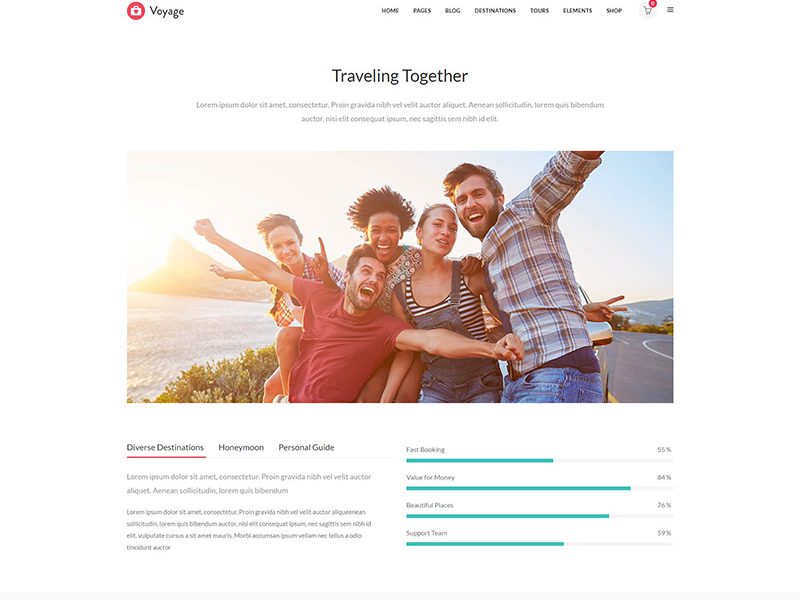 Voyage
HOME PAGES BLOG DESTINATIONS TOURS ELEMENTS SHOP 0
Traveling Together
Lorem ipsum dolor sit amet, consectetur. Proin gravida nibh vel velit auctor aliquet. Aenean sollicitudin, lorem quis bibendum
auctor, nisi elit consequat ipsum, nec sagittis sem nibh id elit.
Diverse Destinations Honeymoon Personal Guide
Lorem ipsum dolor sit amet, consectetur. Proin gravida nibh vel velit auctor
aliquet. Aenean sollicitudin, lorem quis bibendum
Lorem ipsum dolor sit amet, consectetur. Proin gravida nibh vel velit auctor aliqueenean
sollicitudin, lorem quis bibendum auctor, nisi elit consequat ipsum, nec sagittis sem nibh id
elit. vulputate cursus a sit amet mauris. Morbi accumsan ipsum veliam nec tellus a odio
tincidunt auctor
Fast Booking 55%
Value for Money 84%
Beautiful Places 76%
Support Team 59%